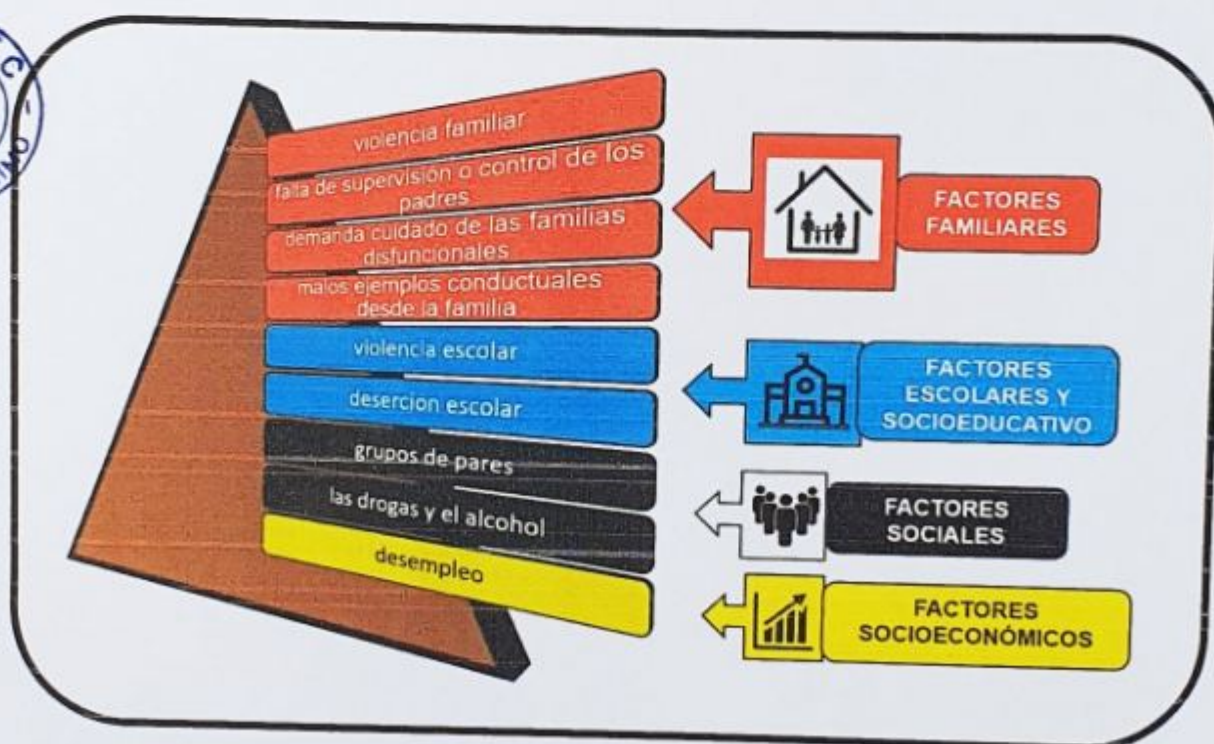 violencia familiar
falta de supervisión o control de los
padres
demanda cuidado de las familias
disfuncionales
malos ejemplos conductuales
desde la familia
violencia escolar
desercion escolar
grupos de pares
las drogas y el alcohol
desempleo
FACTORES
FAMILIARES
FACTORES
ESCOLARES Y
SOCIOEDUCATIVO
FACTORES
SOCIALES
FACTORES
SOCIOECONÓMICOS